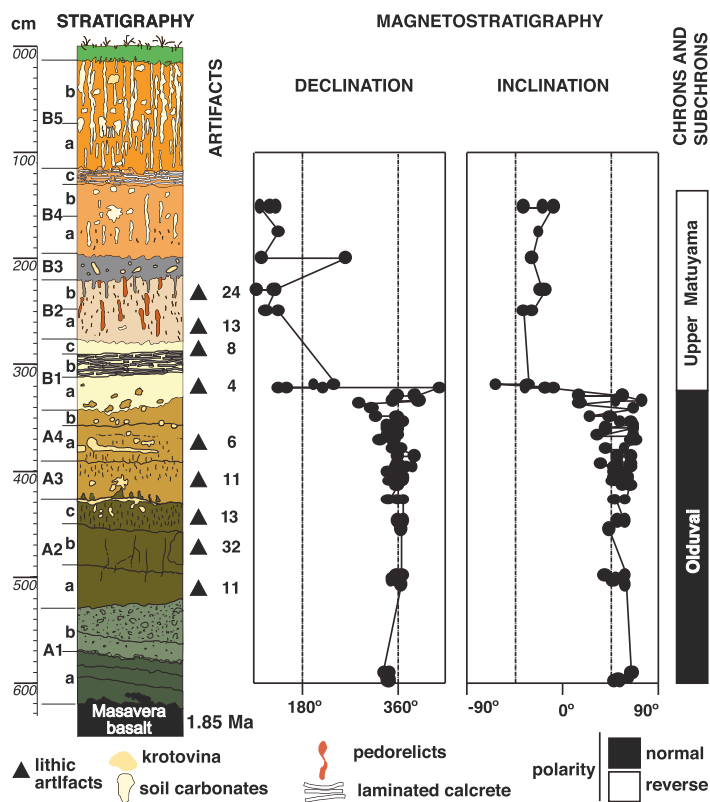 cm
STRATIGRAPHY
MAGNETOSTRATIGRAPHY
ARTIFACTS
DECLINATION
INCLINATION
CHRONS AND
SUBCHRONS
000
100
200
300
400
500
600
b
B5
a
c
b
B4
a
B3
b
B2
a
c
b
B1
a
b
A4
a
A3
c
A2
b
a
b
A1
a
24
13
8
4
6
11
13
32
11
Upper Matuyama
Olduvai
180°
360°
-90°
0°
90°
Masavera
basalt
1.85 Ma
lithic
artIfacts
krotovina
soil carbonates
pedorelicts
laminated calcrete
polarity
normal
reverse